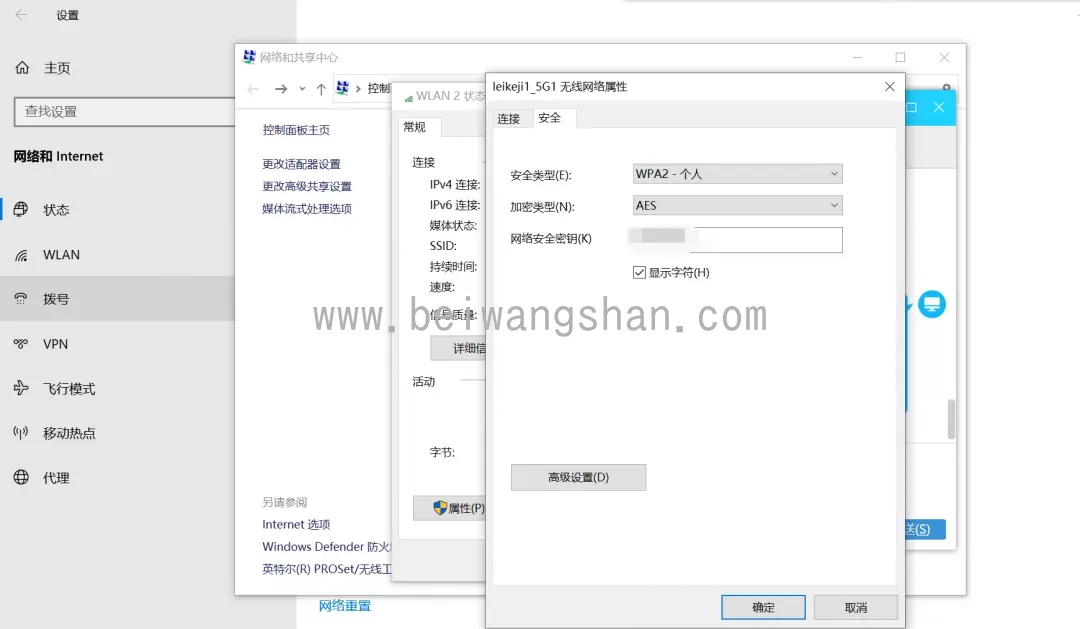 设置
主页
查找设置
网络和 Internet
状态
WLAN
拨号
VPN
飞行模式
移动热点
代理
网络和共享中心
控制
控制面板主页
更改适配器设置
更改高级共享设置
媒体流式处理选项
另请参阅
Internet 选项
Windows Defender 防火
英特尔(R) PROSet/无线工
网络重置
WLAN 2 状态
常规
连接
IPv4 连接:
IPv6 连接:
媒体状态:
SSID:
持续时间:
速度:
信号质量:
详细信
活动
字节:
属性(P)
leikeji1_5G1 无线网络属性
连接
安全
安全类型(E):
WPA2 - 个人
加密类型(N):
AES
网络安全密钥(K)
显示字符(H)
高级设置(D)
确定
取消
送(S)
www.beiwangshan.com